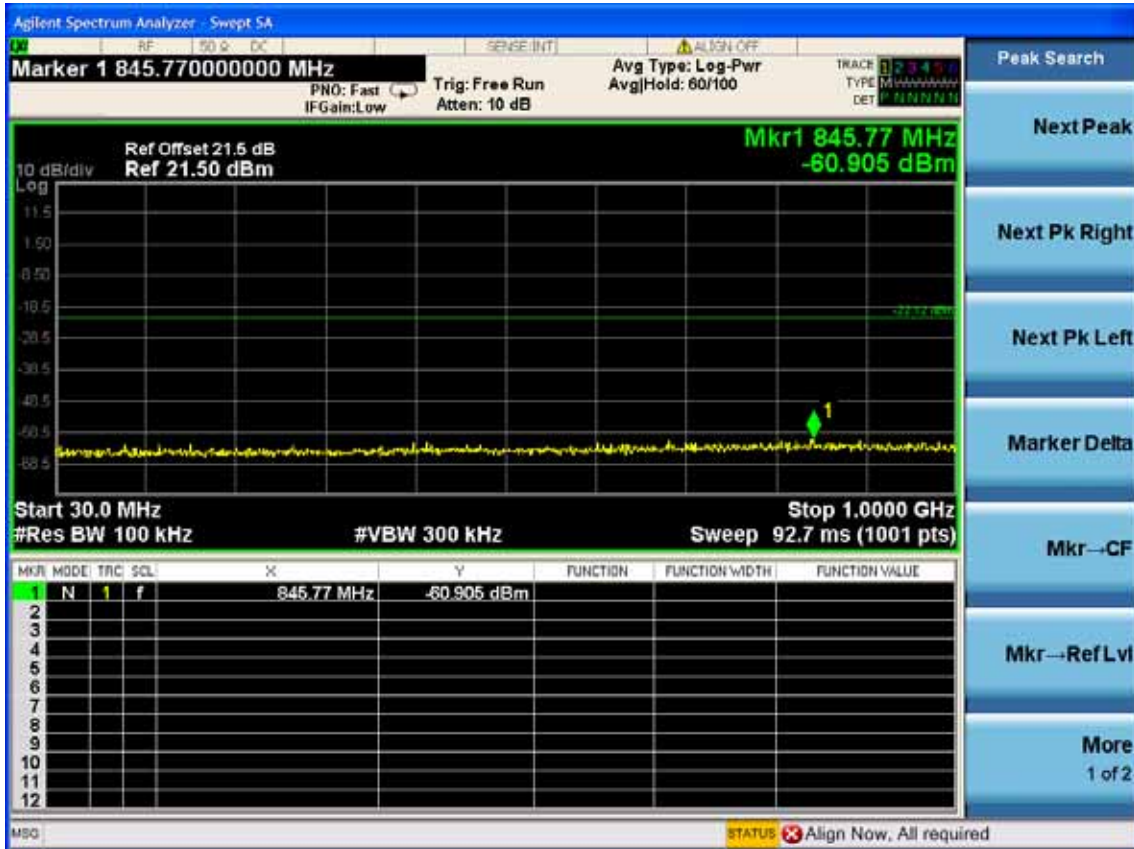 Agilent Spectrum Analyzer - Swept SA
LXI RF 50 Ω DC SENSE:INT ALIGN OFF
Marker 1 845.770000000 MHz
PNO: Fast
IFGain:Low
Trig: Free Run
Atten: 10 dB
Avg Type: Log-Pwr
Avg|Hold: 60/100
TRACE 1 2 3 4 5 6
TYPE M
DET P N N N N N
Mkr1 845.77 MHz
-60.905 dBm
Ref Offset 21.5 dB
10 dB/div Ref 21.50 dBm
Log
11.5
1.50
-8.50
-18.5
-22.12 dBm
-28.5
-38.5
-48.5
1
-68.5
Start 30.0 MHz Stop 1.0000 GHz
#Res BW 100 kHz #VBW 300 kHz Sweep 92.7 ms (1001 pts)
MKR MODE TRC SCL X Y FUNCTION FUNCTION WIDTH FUNCTION VALUE
1 N 1 f 845.77 MHz -60.905 dBm
2
3
4
5
6
7
8
9
10
11
12
MSG STATUS Align Now, All required
Peak Search
Next Peak
Next Pk Right
Next Pk Left
Marker Delta
Mkr→CF
Mkr→Ref Lvl
More
1 of 2